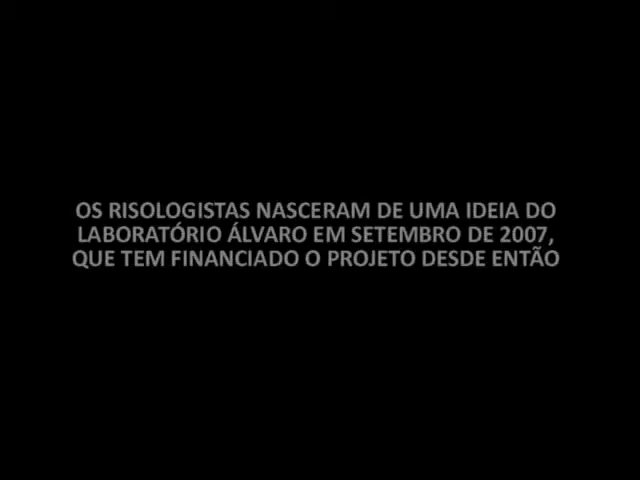 OS RISOLOGISTAS NASCERAM DE UMA IDEIA DO
LABORATÓRIO ÁLVARO EM SETEMBRO DE 2007,
QUE TEM FINANCIADO O PROJETO DESDE ENTÃO